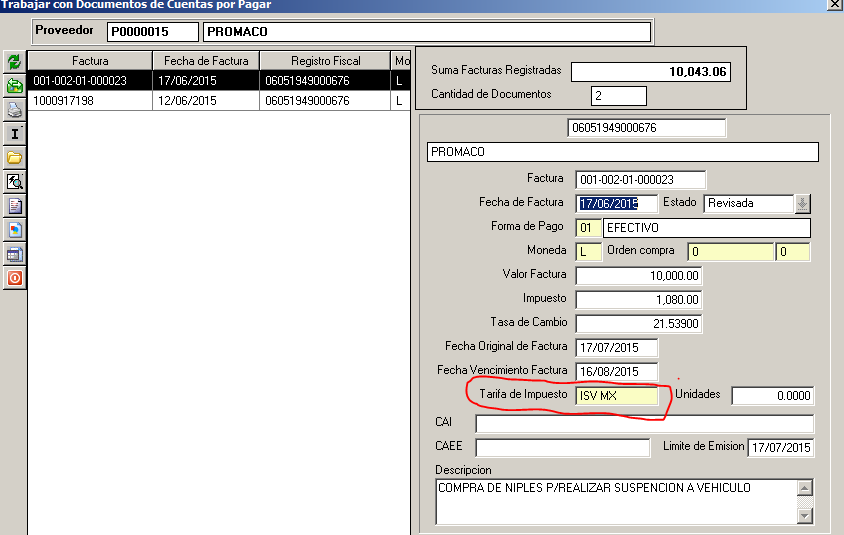 Trabajar con Documentos de Cuentas por Pagar
Proveedor P0000015 PROMACO
Factura Fecha de Factura Registro Fiscal Mo
001-002-01-000023 17/06/2015 06051949000676 L
1000917198 12/06/2015 06051949000676 L
Suma Facturas Registradas 10,043.06
Cantidad de Documentos 2
06051949000676
PROMACO
Factura 001-002-01-000023
Fecha de Factura 17/06/2015 Estado Revisada
Forma de Pago 01 EFECTIVO
Moneda L Orden compra 0 0
Valor Factura 10,000.00
Impuesto 1,080.00
Tasa de Cambio 21.53900
Fecha Original de Factura 17/07/2015
Fecha Vencimiento Factura 16/08/2015
Tarifa de Impuesto ISV MX Unidades 0.0000
CAI
CAEE Limite de Emision 17/07/2015
Descripcion
COMPRA DE NIPLES P/REALIZAR SUSPENCION A VEHICULO